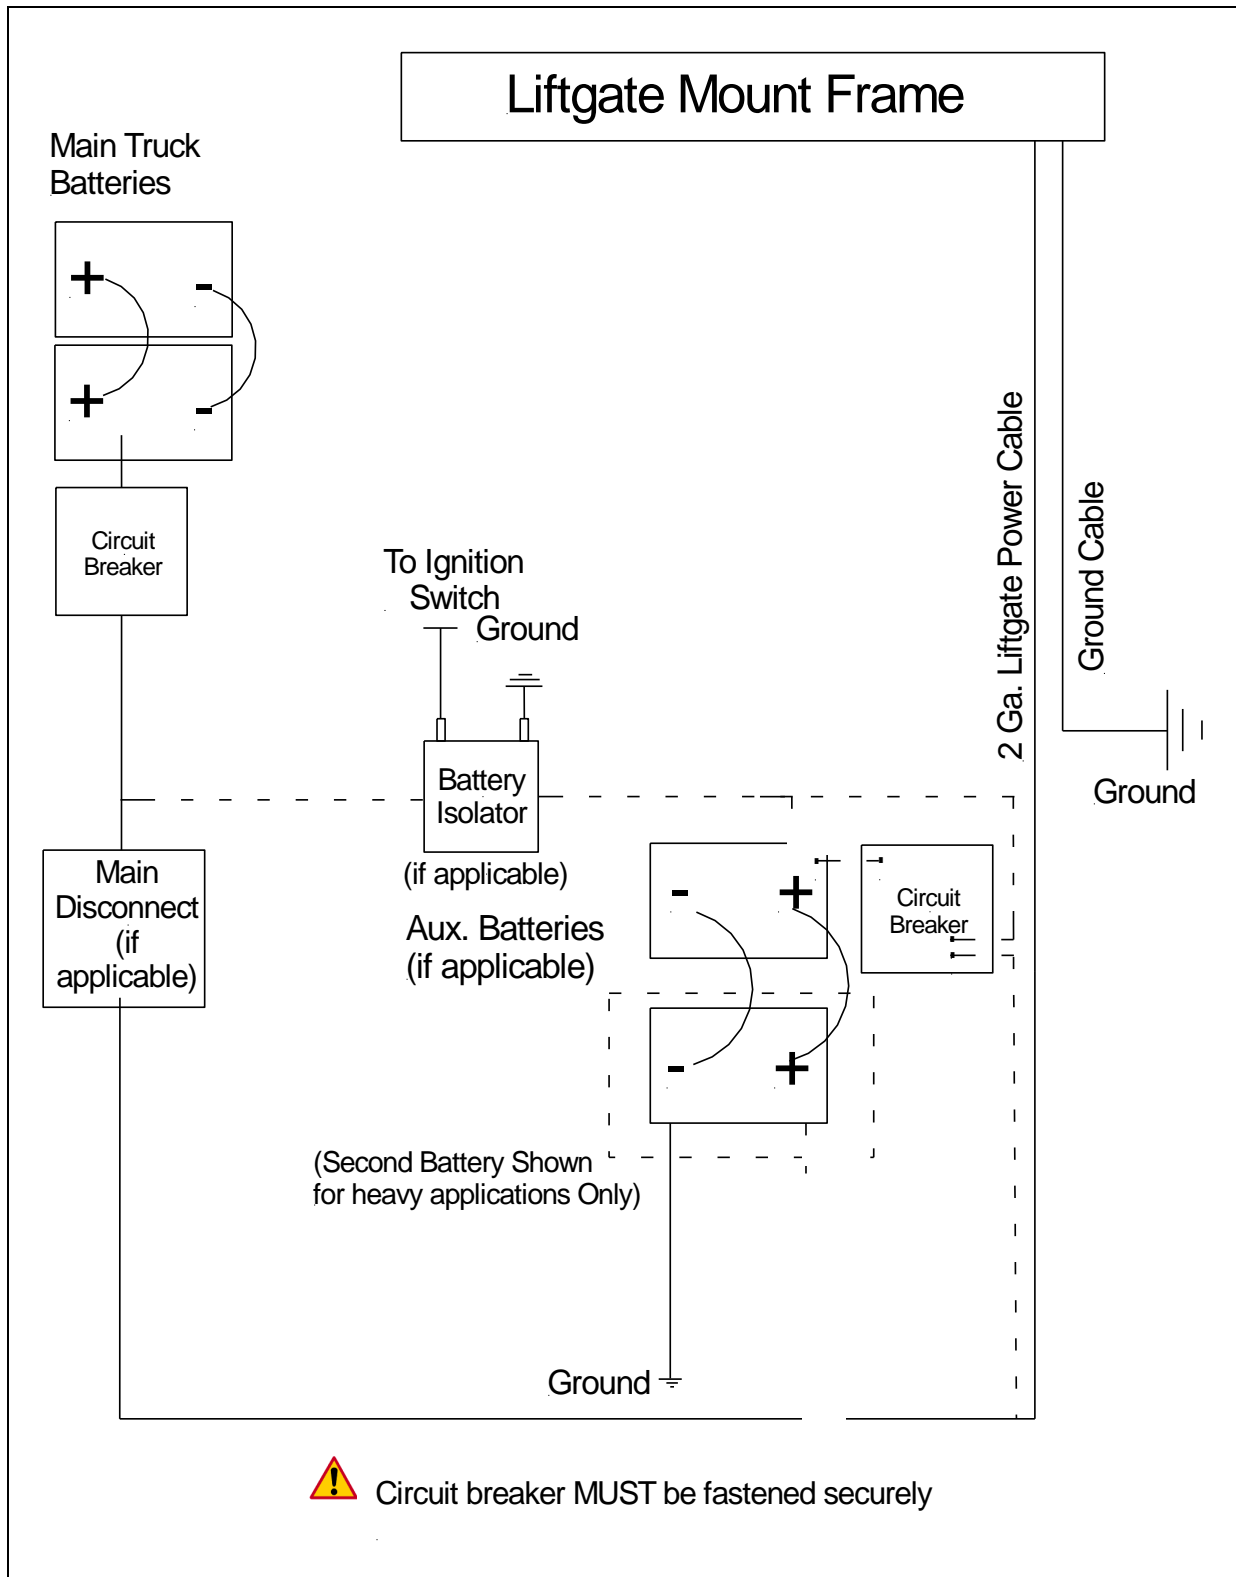 Liftgate Mount Frame
Main Truck
Batteries
+ -
+ -
Circuit
Breaker
To Ignition
Switch
Ground
2 Ga. Liftgate Power Cable
Ground Cable
Ground
Battery
Isolator
(if applicable)
Main
Disconnect
(if
applicable)
Aux. Batteries
(if applicable)
- +
Circuit
Breaker
- +
(Second Battery Shown
for heavy applications Only)
Ground
! Circuit breaker MUST be fastened securely